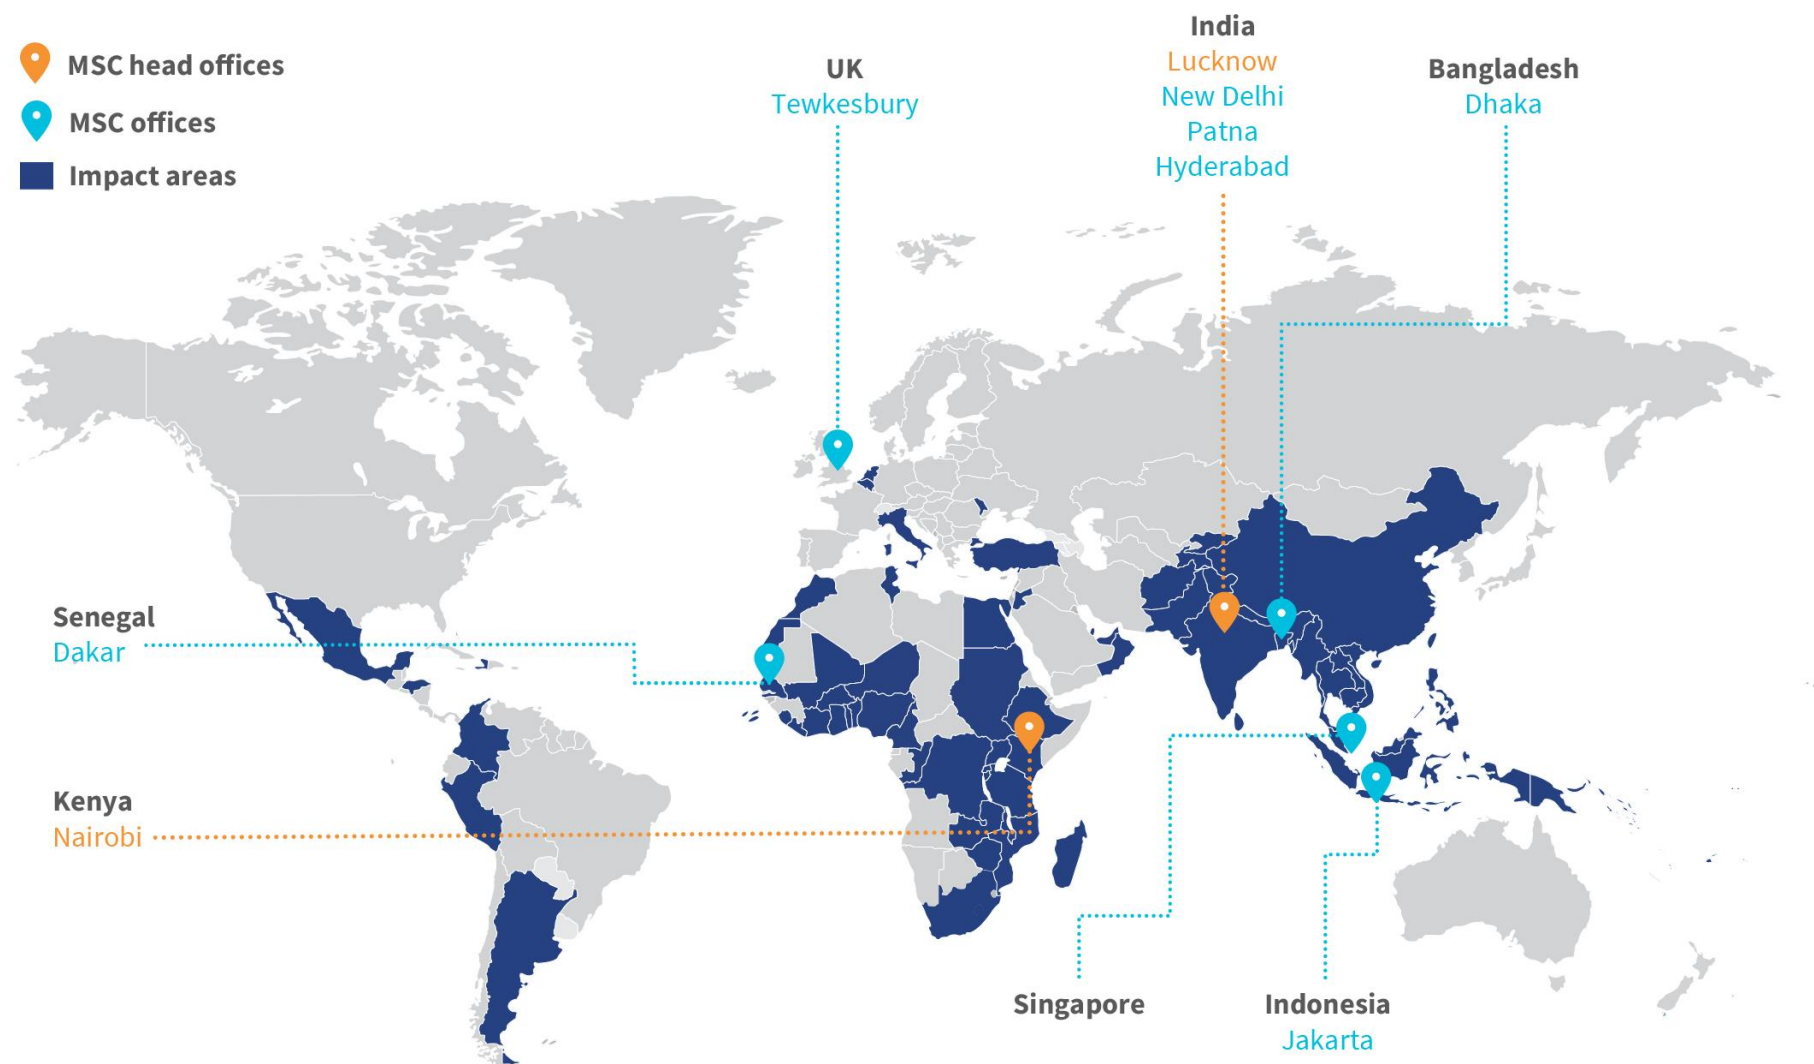 MSC head offices
MSC offices
Impact areas
UK
Tewkesbury
India
Lucknow
New Delhi
Patna
Hyderabad
Bangladesh
Dhaka
Senegal
Dakar
Kenya
Nairobi
Singapore
Indonesia
Jakarta